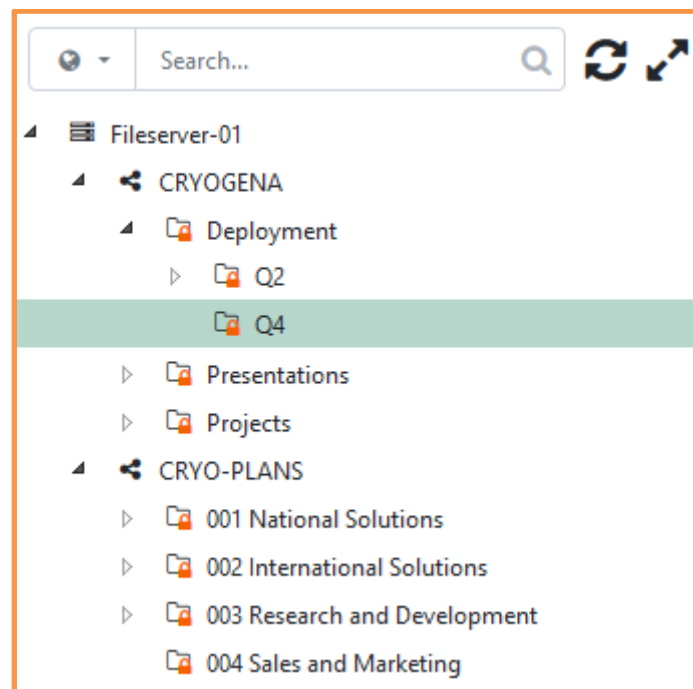 Search...
Fileserver-01
CRYOGENA
Deployment
Q2
Q4
Presentations
Projects
CRYO-PLANS
001 National Solutions
002 International Solutions
003 Research and Development
004 Sales and Marketing